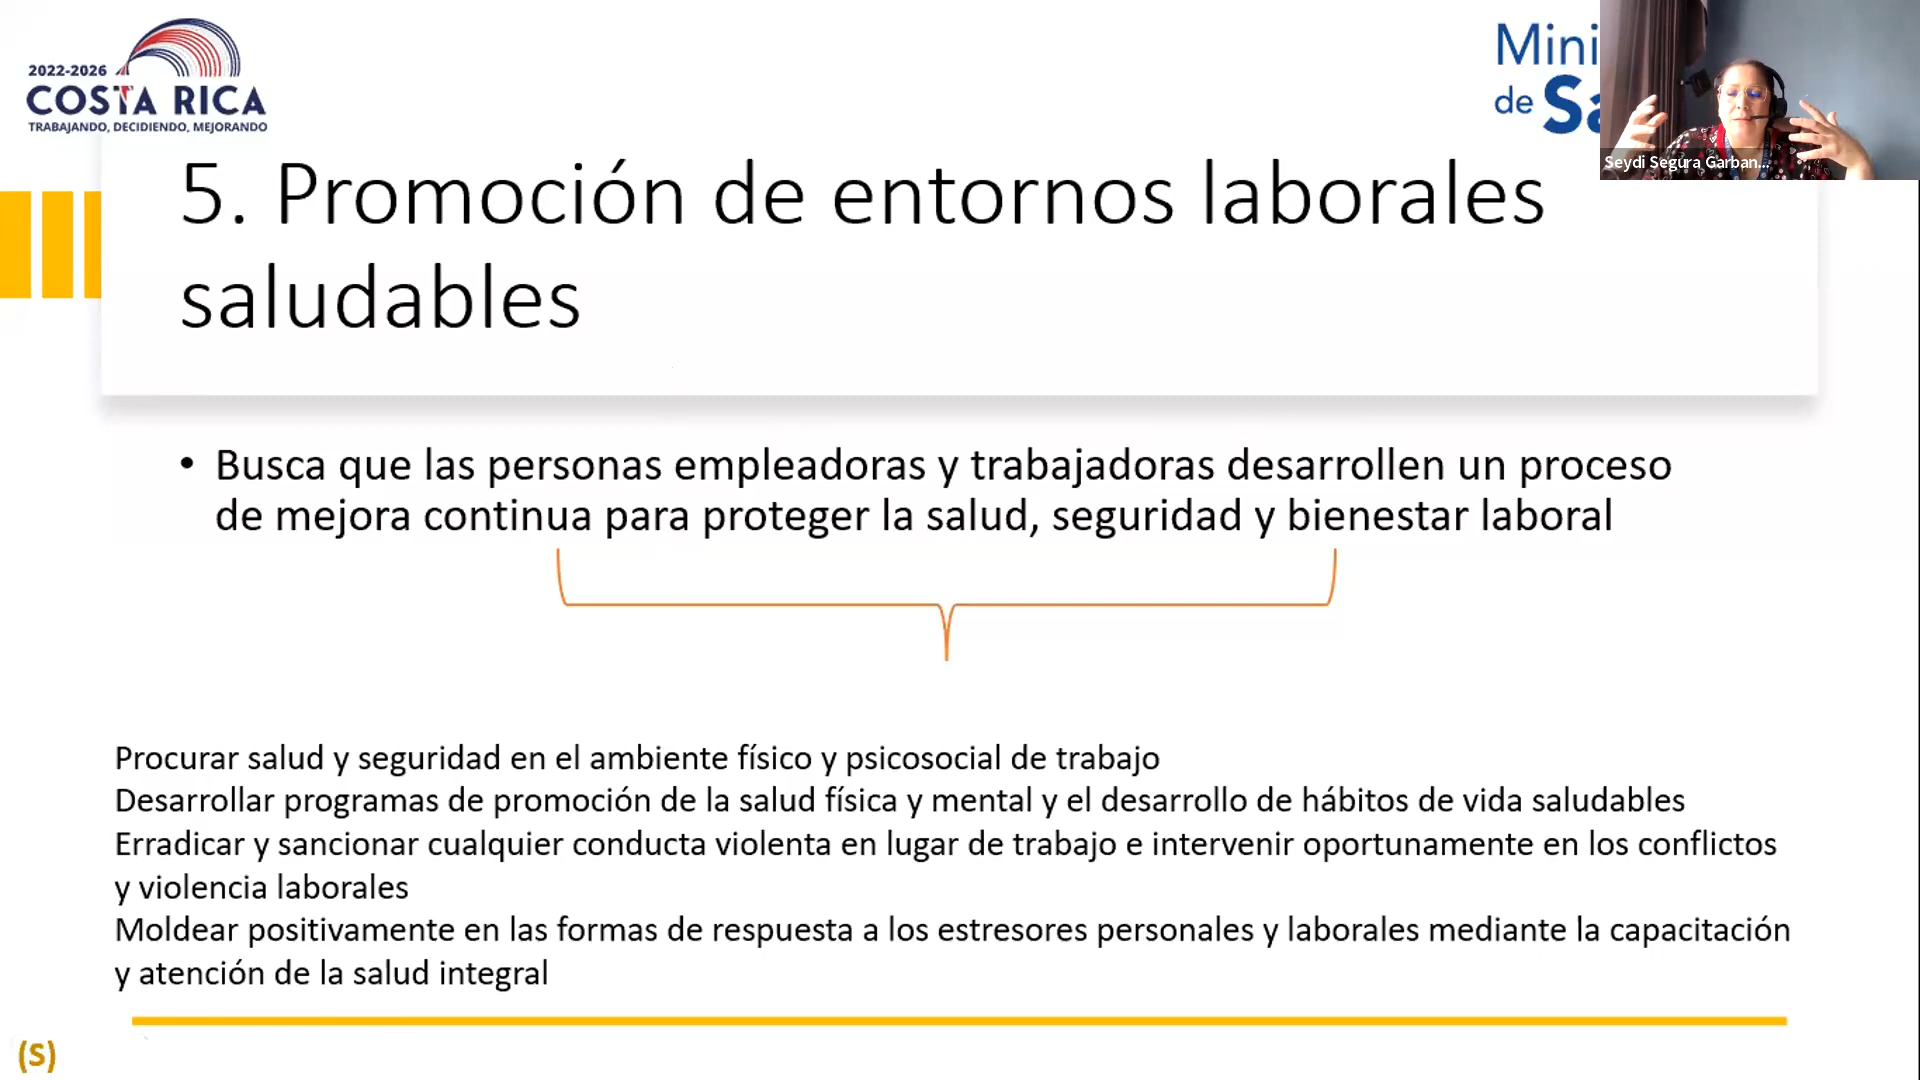 2022-2026
COSTA RICA
TRABAJANDO, DECIDIENDO, MEJORANDO
Mini
de Sa
Seydi Segura Garban...
5. Promoción de entornos laborales
saludables
• Busca que las personas empleadoras y trabajadoras desarrollen un proceso
de mejora continua para proteger la salud, seguridad y bienestar laboral
Procurar salud y seguridad en el ambiente físico y psicosocial de trabajo
Desarrollar programas de promoción de la salud física y mental y el desarrollo de hábitos de vida saludables
Erradicar y sancionar cualquier conducta violenta en lugar de trabajo e intervenir oportunamente en los conflictos
y violencia laborales
Moldear positivamente en las formas de respuesta a los estresores personales y laborales mediante la capacitación
y atención de la salud integral
(S)